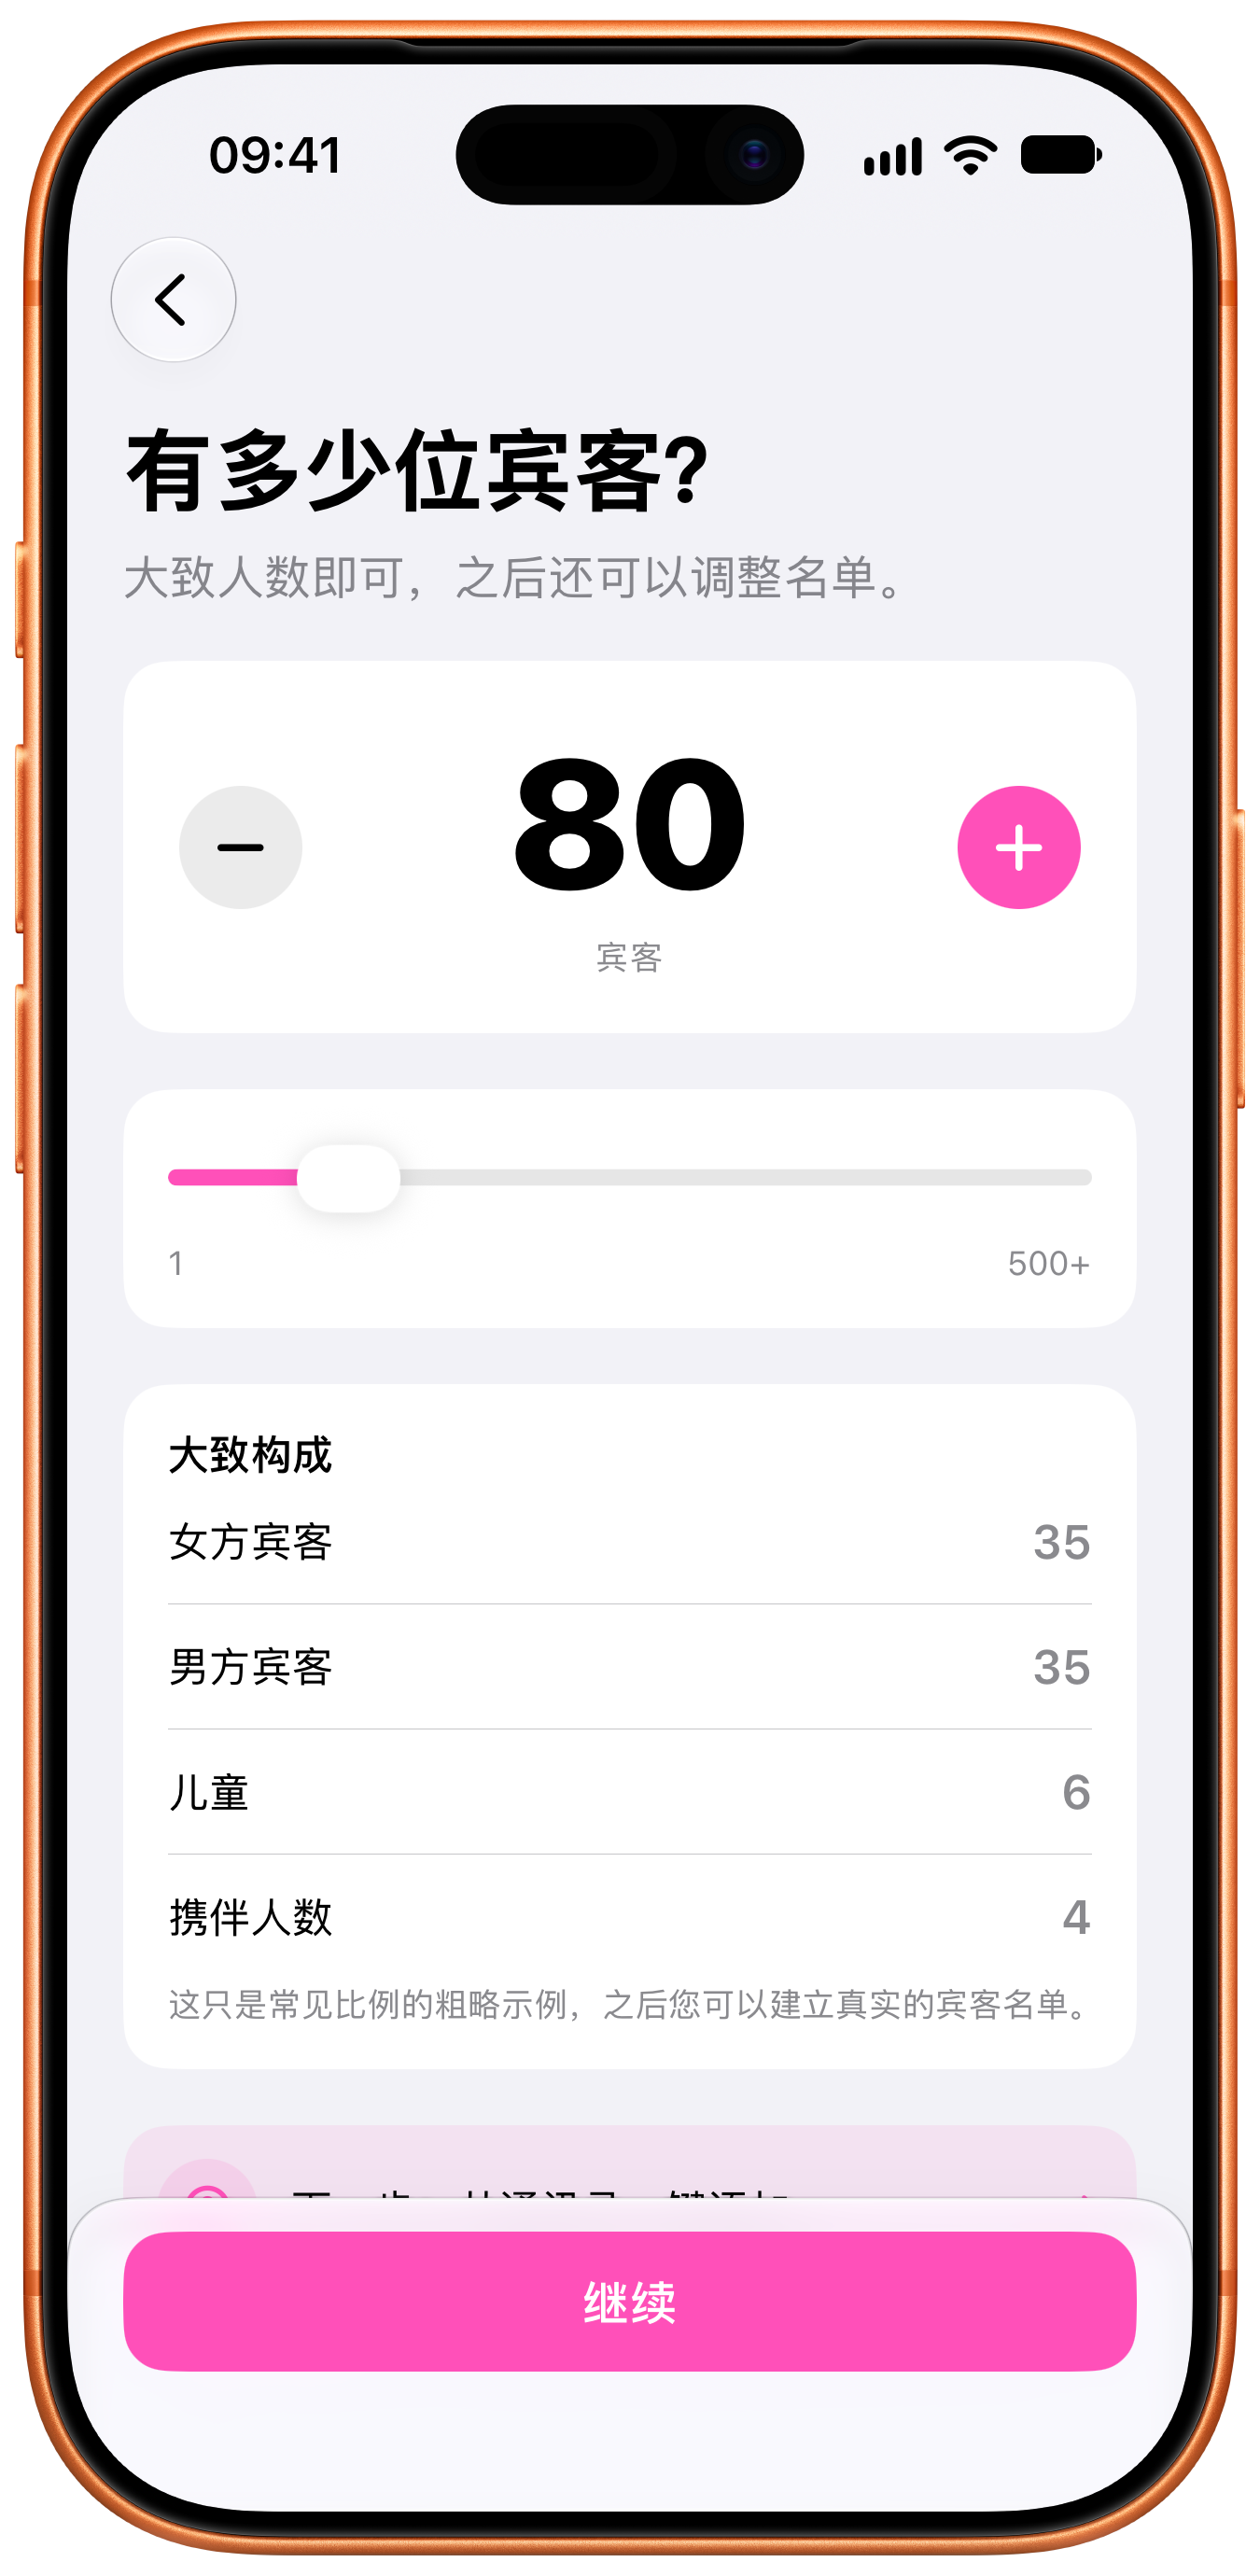 09:41
有多少位宾客?
大致人数即可，之后还可以调整名单。
80
宾客
1
500+
大致构成
女方宾客
35
男方宾客
35
儿童
6
携伴人数
4
这只是常见比例的粗略示例，之后您可以建立真实的宾客名单。
继续